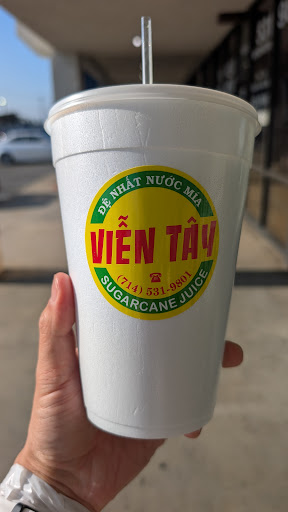 ĐỆ NHẤT NƯỚC MÍA
VIỄN TÂY
(714) 531-9801
SUGARCANE JUICE